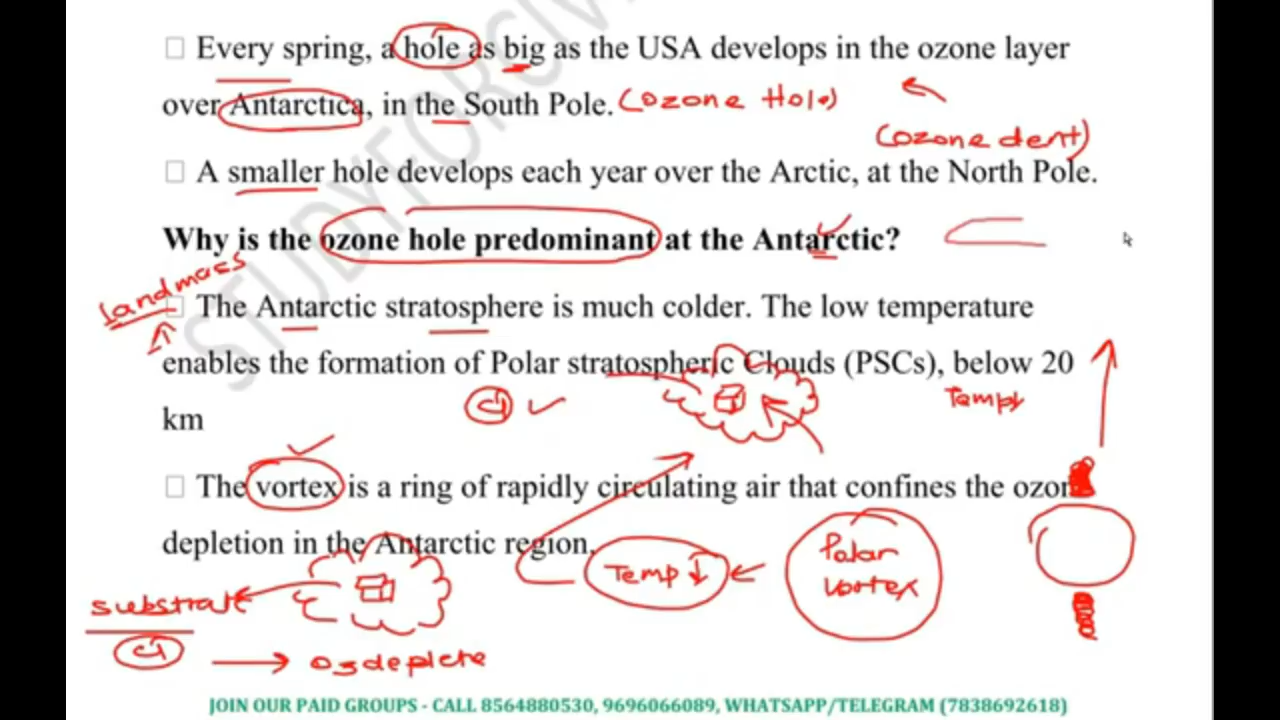 □ Every spring, a hole as big as the USA develops in the ozone layer
over Antarctica, in the South Pole. (Ozone Hole)
(Ozone dent)
□ A smaller hole develops each year over the Arctic, at the North Pole.
Why is the ozone hole predominant at the Antarctic?
landmass
□ The Antarctic stratosphere is much colder. The low temperature
enables the formation of Polar stratospheric Clouds (PSCs), below 20
Temp
Cl
km
□ The vortex is a ring of rapidly circulating air that confines the ozon
depletion in the Antarctic region.
Temp ↓
Polar
vortex
substrate
Cl
→ O3 deplete
STUDYFORCIVI
JOIN OUR PAID GROUPS - CALL 8564880530, 9696066089, WHATSAPP/TELEGRAM (7838692618)